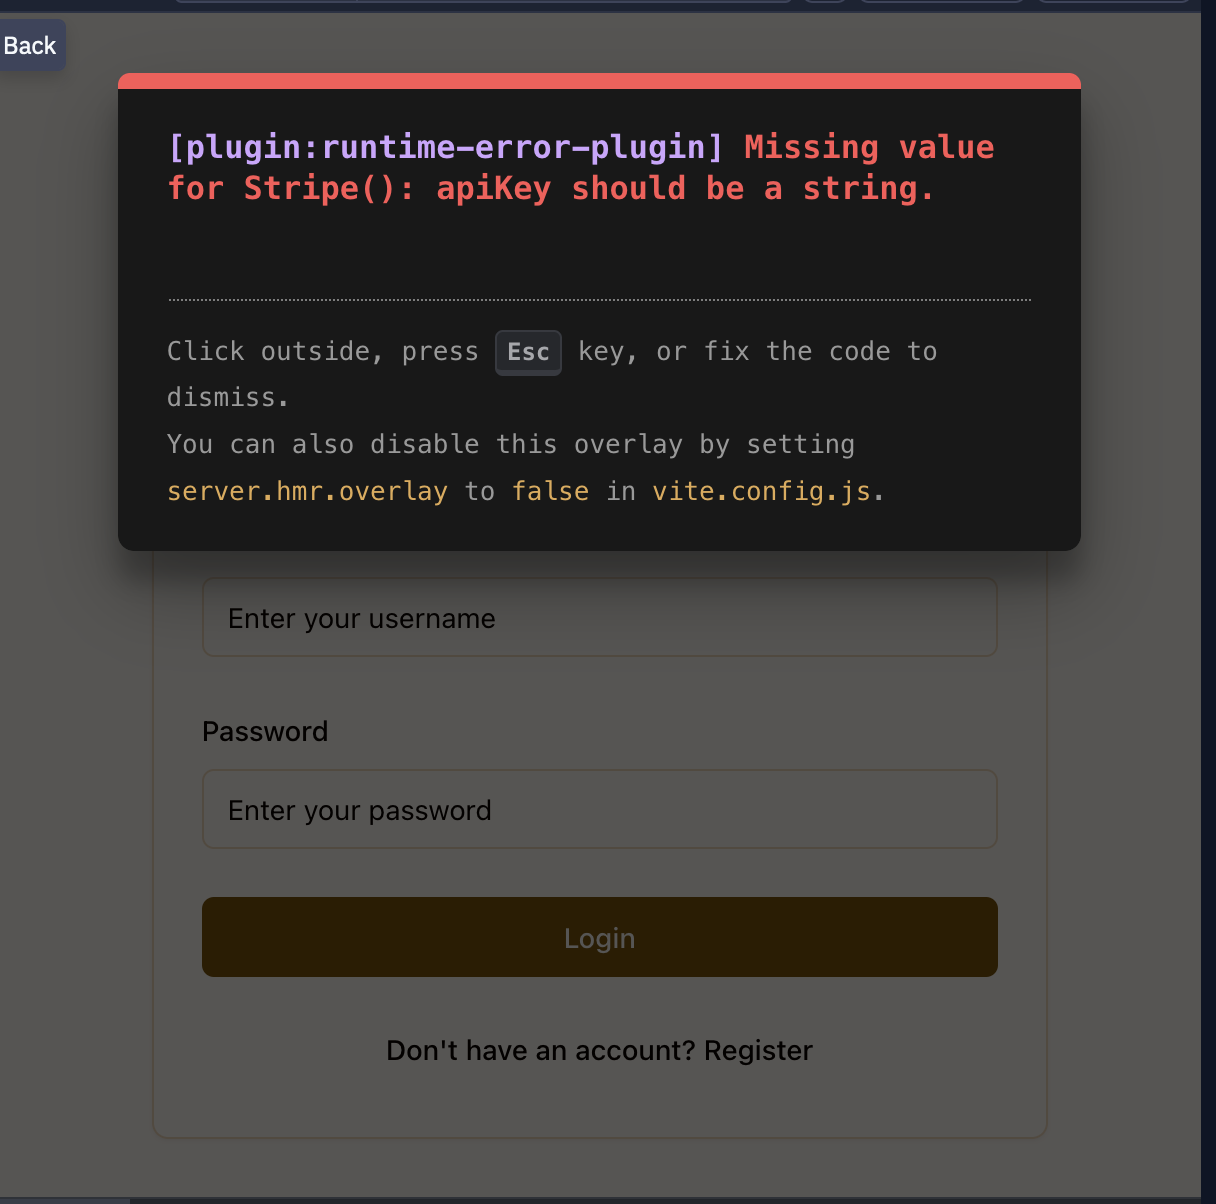 Back
[plugin:runtime-error-plugin] Missing value
for Stripe(): apiKey should be a string.
Click outside, press Esc key, or fix the code to
dismiss.
You can also disable this overlay by setting
server.hmr.overlay to false in vite.config.js.
Enter your username
Password
Enter your password
Login
Don't have an account? Register